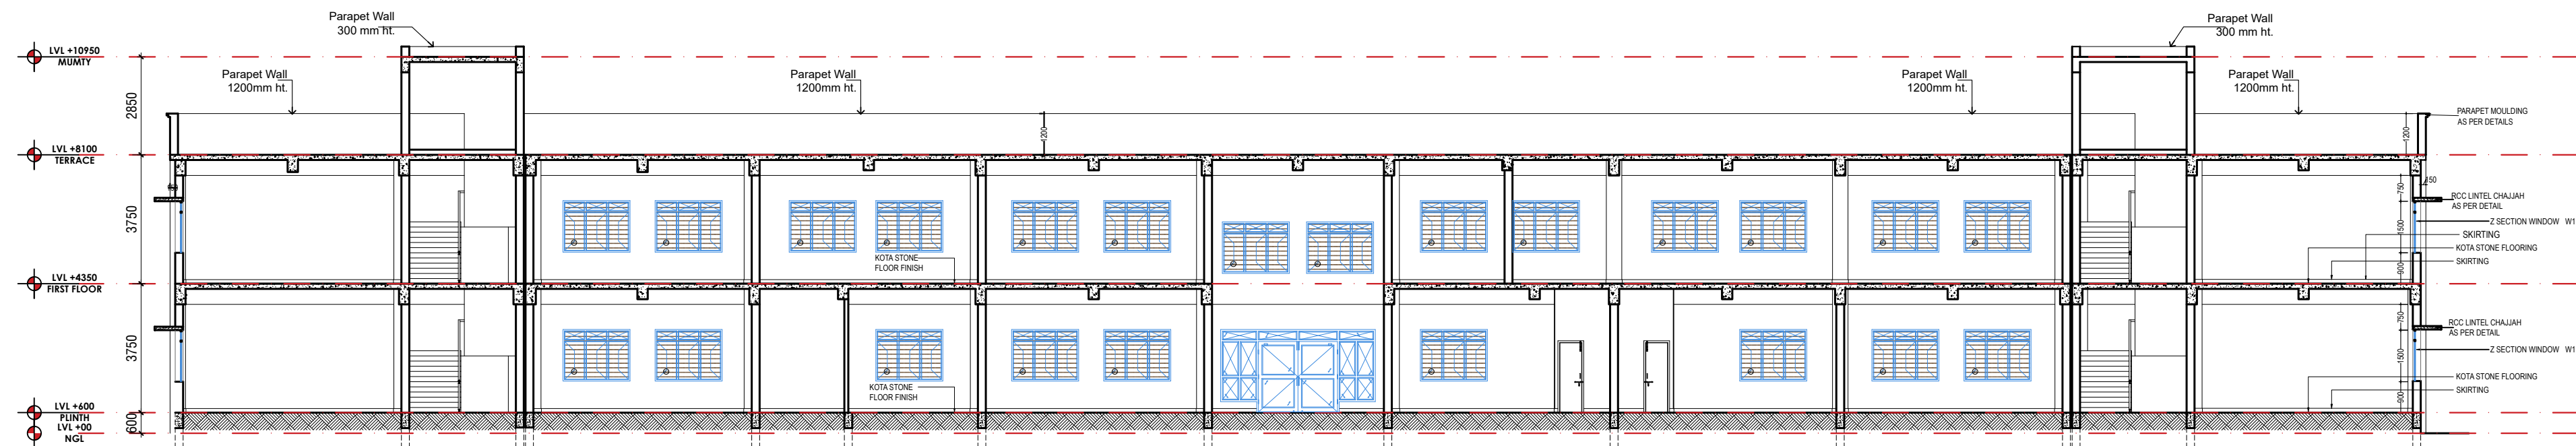 Parapet Wall
300 mm ht.
Parapet Wall
300 mm ht.
LVL +10950
MUMTY
Parapet Wall
1200mm ht.
Parapet Wall
1200mm ht.
Parapet Wall
1200mm ht.
Parapet Wall
1200mm ht.
2850
1200
1200
PARAPET MOULDING
AS PER DETAILS
LVL +8100
TERRACE
3750
750
150
RCC LINTEL CHAJJAH
AS PER DETAIL
1500
Z SECTION WINDOW W1
SKIRTING
KOTA STONE FLOORING
KOTA STONE
FLOOR FINISH
SKIRTING
900
LVL +4350
FIRST FLOOR
3750
750
RCC LINTEL CHAJJAH
AS PER DETAIL
1500
Z SECTION WINDOW W1
KOTA STONE FLOORING
KOTA STONE
FLOOR FINISH
SKIRTING
900
LVL +600
PLINTH
600
LVL +00
NGL